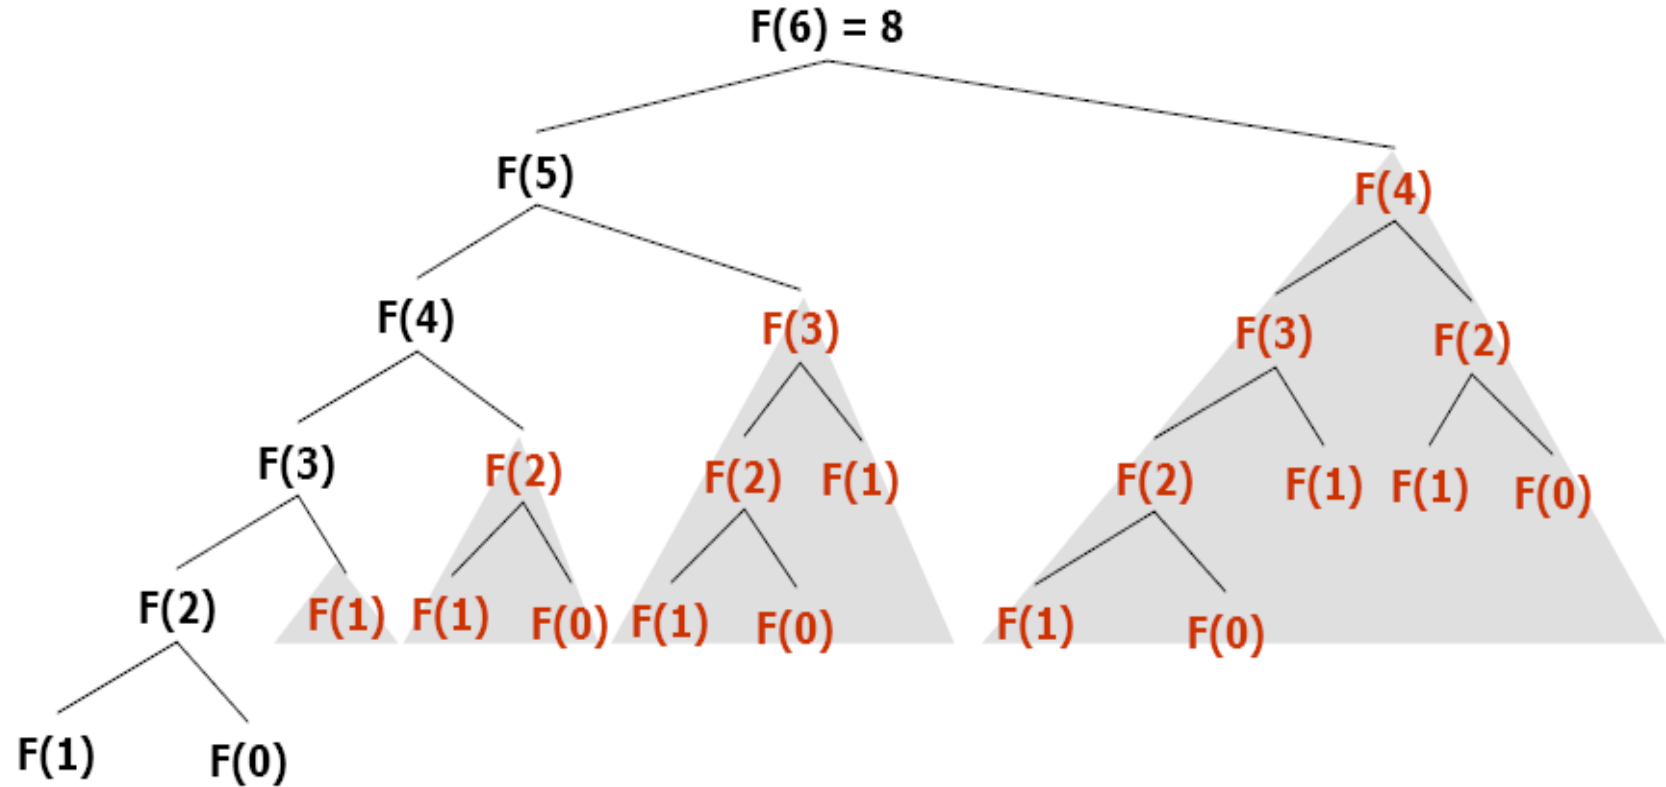 F(6) = 8
F(5)
F(4)
F(4)
F(3)
F(3)
F(2)
F(3)
F(2)
F(2)
F(1)
F(2)
F(1)
F(1)
F(0)
F(2)
F(1)
F(1)
F(0)
F(1)
F(0)
F(1)
F(0)
F(1)
F(0)